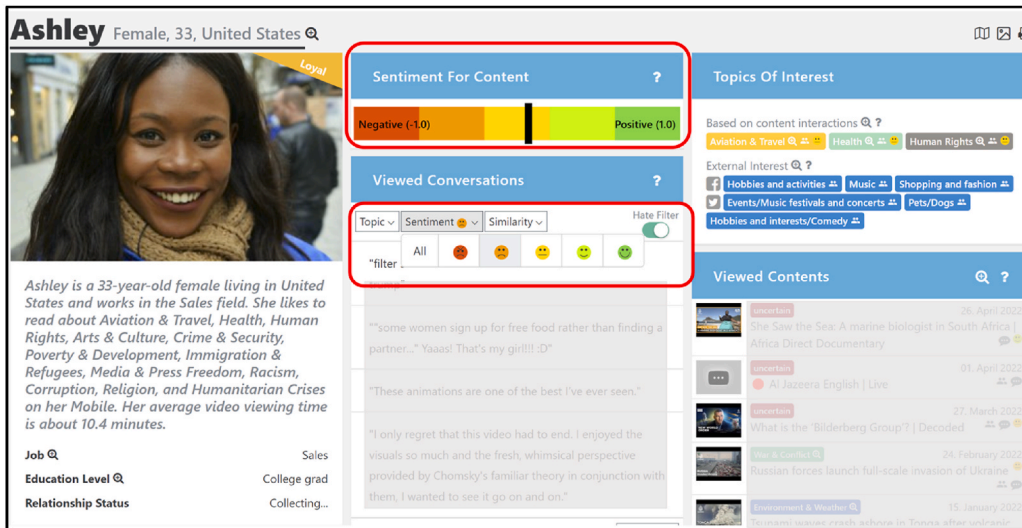 Ashley Female, 33, United States
Loyal
Ashley is a 33-year-old female living in United
States and works in the Sales field. She likes to
read about Aviation & Travel, Health, Human
Rights, Arts & Culture, Crime & Security,
Poverty & Development, Immigration &
Refugees, Media & Press Freedom, Racism,
Corruption, Religion, and Humanitarian Crises
on her Mobile. Her average video viewing time
is about 10.4 minutes.
Job Sales
Education Level College grad
Relationship Status Collecting...
Sentiment For Content ?
Negative (-1.0) Positive (1.0)
Viewed Conversations ?
Topic Sentiment Similarity Hate Filter
All
"filter
trump"
""some women sign up for free food rather than finding a
partner..." Yaaas! That's my girl!!! :D"
"These animations are one of the best I've ever seen."
"I only regret that this video had to end. I enjoyed the
visuals so much and the fresh, whimsical perspective
provided by Chomsky's familiar theory in conjunction with
them, I wanted to see it go on and on."
Topics Of Interest
Based on content interactions ?
Aviation & Travel Health Human Rights
External Interest ?
Hobbies and activities Music Shopping and fashion
Events/Music festivals and concerts Pets/Dogs
Hobbies and interests/Comedy
Viewed Contents ?
uncertain 26. April 2022
She Saw the Sea: A marine biologist in South Africa |
Africa Direct Documentary
uncertain 01. April 2022
Al Jazeera English | Live
uncertain 27. March 2022
What is the 'Bilderberg Group'? | Decoded
War & Conflict 24. February 2022
Russian forces launch full-scale invasion of Ukraine
Environment & Weather 15. January 2022
Tsunami waves crash ashore in Tonga after volcanic